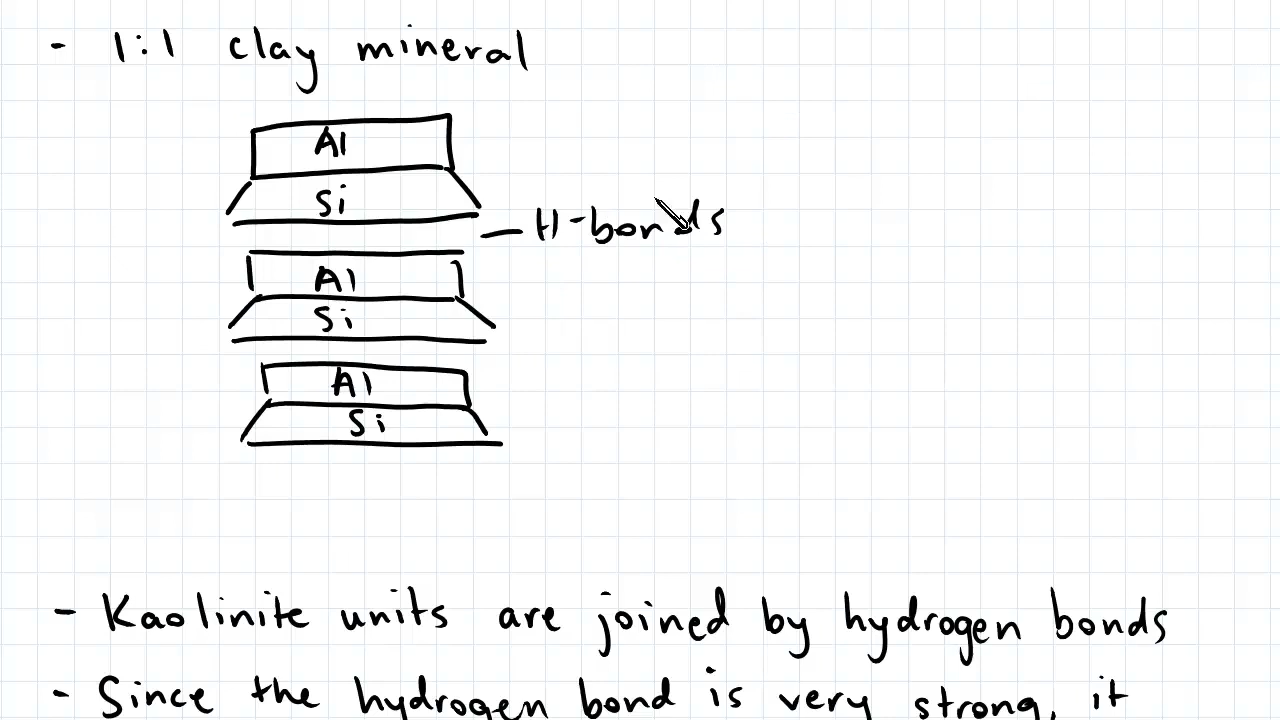 - 1:1 clay mineral
Al
Si
- H-bonds
Al
Si
Al
Si
- Kaolinite units are joined by hydrogen bonds
- Since the hydrogen bond is very strong, it